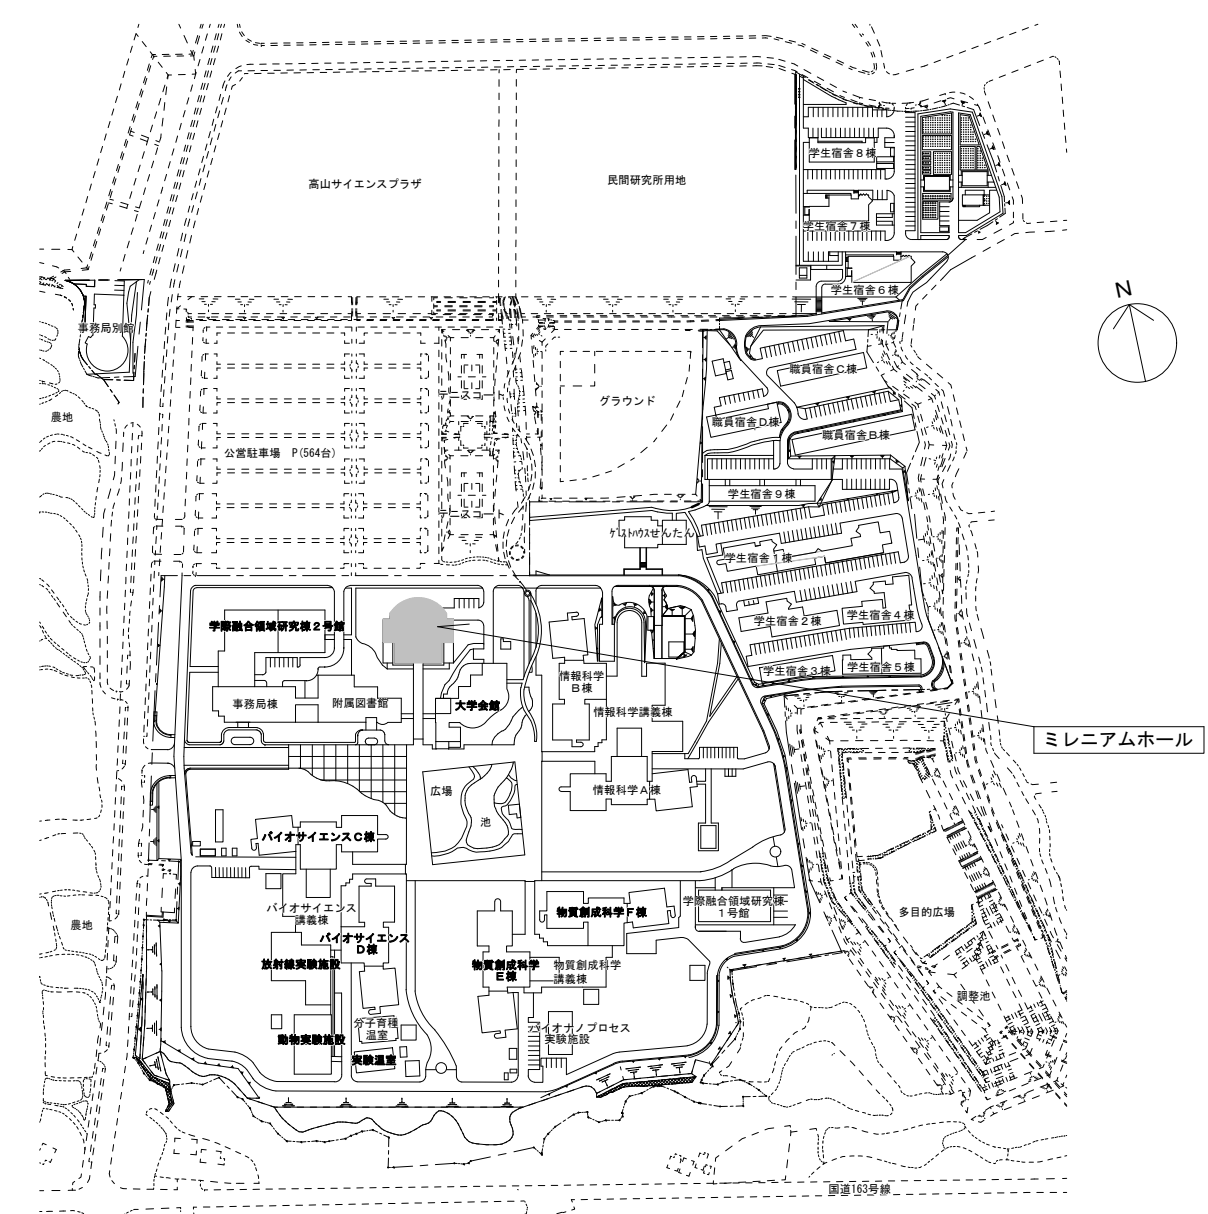 高山サイエンスプラザ
民間研究所用地
学生宿舎８棟
学生宿舎７棟
学生宿舎６棟
N
事務局別館
農地
テニスコート
グラウンド
職員宿舎C棟
職員宿舎D棟
職員宿舎B棟
公営駐車場 P(564台)
学生宿舎９棟
テニスコート
ゲストハウスせんたん
学生宿舎１棟
学生宿舎２棟
学生宿舎４棟
学生宿舎３棟
学生宿舎５棟
学際融合領域研究棟２号館
情報科学
B棟
事務局棟
附属図書館
大学会館
情報科学講義棟
ミレニアムホール
情報科学A棟
広場
池
バイオサイエンスC棟
バイオサイエンス
講義棟
バイオサイエンス
D棟
物質創成科学F棟
学際融合領域研究棟
１号館
多目的広場
農地
放射線実験施設
物質創成科学
E棟
物質創成科学
講義棟
調整池
分子育種
温室
動物実験施設
実験温室
バイオナノプロセス
実験施設
国道163号線